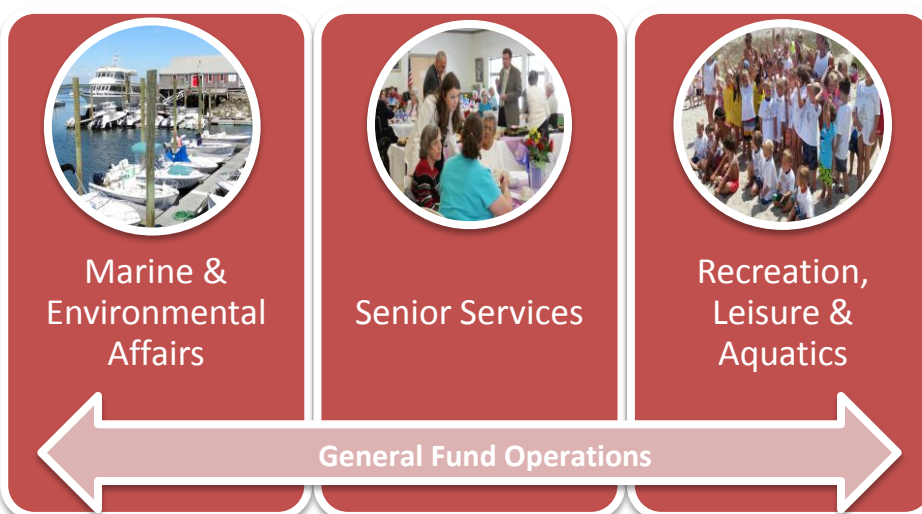 Marine &
Environmental
Affairs
Senior Services
Recreation,
Leisure &
Aquatics
General Fund Operations